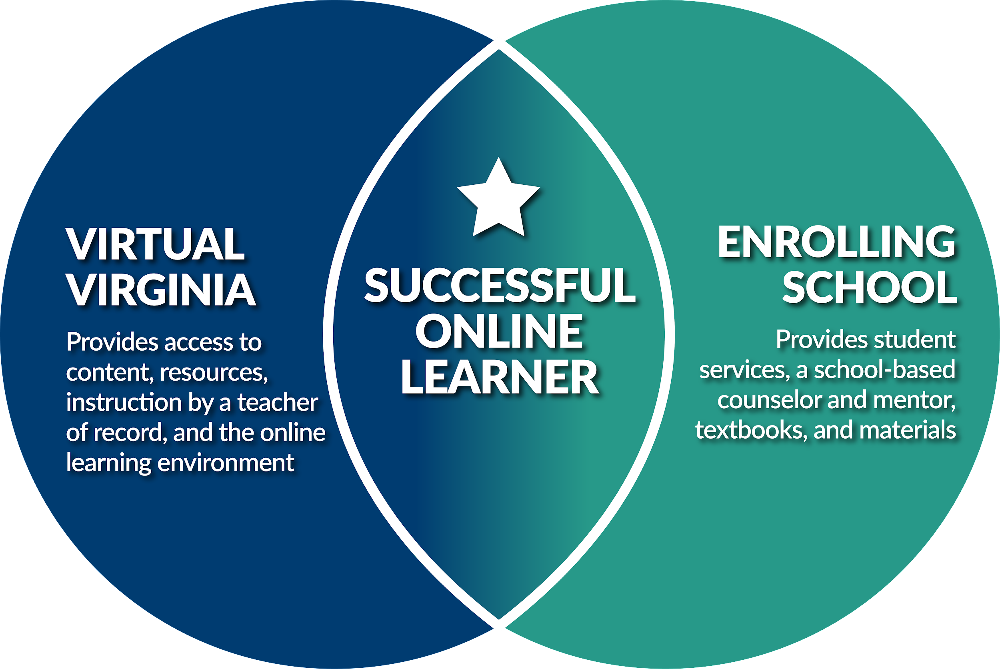 VIRTUAL
VIRGINIA
Provides access to
content, resources,
instruction by a teacher
of record, and the online
learning environment
SUCCESSFUL
ONLINE
LEARNER
ENROLLING
SCHOOL
Provides student
services, a school-based
counselor and mentor,
textbooks, and materials